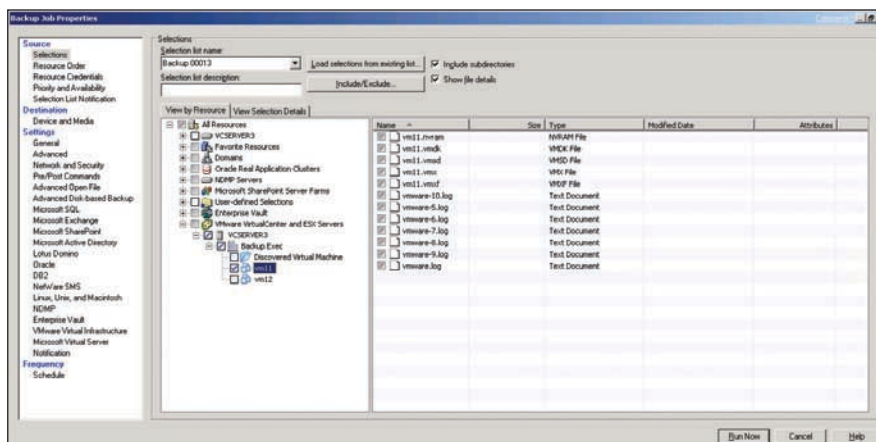 Backup Job Properties
Source
Selections
Resource Order
Resource Credentials
Priority and Availability
Selection List Notification
Destination
Device and Media
Settings
General
Advanced
Network and Security
Pre/Post Commands
Advanced Open File
Advanced Disk-based Backup
Microsoft SQL
Microsoft Exchange
Microsoft SharePoint
Microsoft Active Directory
Lotus Domino
Oracle
DB2
NetWare SMS
Linux, Unix, and Macintosh
NDMP
Enterprise Vault
VMware Virtual Infrastructure
Microsoft Virtual Server
Notification
Frequency
Schedule
Selections
Selection list name:
Backup 00013
Load selections from existing list...
Include subdirectories
Selection list description:
Include/Exclude...
Show file details
View by Resource
View Selection Details
All Resources
VCSERVER3
Favorite Resources
Domains
Oracle Real Application Clusters
NDMP Servers
Microsoft SharePoint Server Farms
User-defined Selections
Enterprise Vault
VMware VirtualCenter and ESX Servers
VCSERVER3
Backup Exec
Discovered Virtual Machine
vm11
vm12
Name Size Type Modified Date Attributes
vm11.nvram NVRAM File
vm11.vmdk VMDK File
vm11.vmsd VMSD File
vm11.vmx VMX File
vm11.vmxf VMXF File
vmware-10.log Text Document
vmware-5.log Text Document
vmware-6.log Text Document
vmware-7.log Text Document
vmware-8.log Text Document
vmware-9.log Text Document
vmware.log Text Document
Run Now Cancel Help